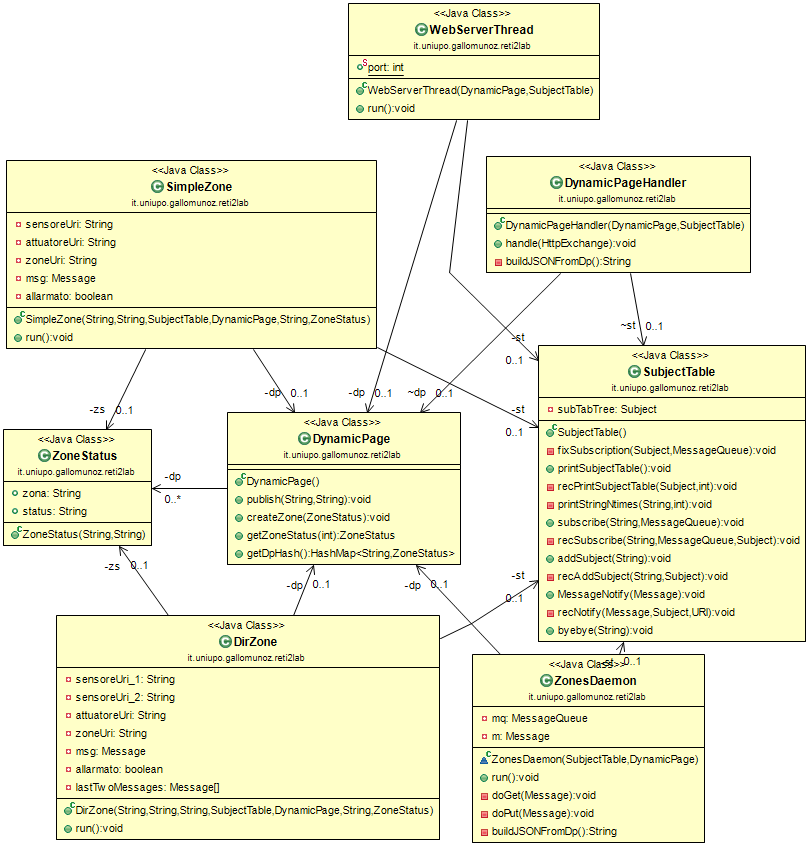 <<Java Class>>
WebServerThread
it.uniupo.gallomunoz.reti2lab
port: int
WebServerThread(DynamicPage,SubjectTable)
run():void
<<Java Class>>
SimpleZone
it.uniupo.gallomunoz.reti2lab
sensoreUri: String
attuatoreUri: String
zoneUri: String
msg: Message
allarmato: boolean
SimpleZone(String,String,SubjectTable,DynamicPage,String,ZoneStatus)
run():void
<<Java Class>>
DynamicPageHandler
it.uniupo.gallomunoz.reti2lab
DynamicPageHandler(DynamicPage,SubjectTable)
handle(HttpExchange):void
buildJSONFromDp():String
-zs 0..1
-dp 0..1
-dp 0..1
~dp 0..1
~st 0..1
-st
0..1
-st
0..1
<<Java Class>>
SubjectTable
it.uniupo.gallomunoz.reti2lab
subTabTree: Subject
SubjectTable()
fixSubscription(Subject,MessageQueue):void
printSubjectTable():void
recPrintSubjectTable(Subject,int):void
printStringNtimes(String,int):void
subscribe(String,MessageQueue):void
recSubscribe(String,MessageQueue,Subject):void
addSubject(String):void
recAddSubject(String,Subject):void
MessageNotify(Message):void
recNotify(Message,Subject,URI):void
byebye(String):void
<<Java Class>>
ZoneStatus
it.uniupo.gallomunoz.reti2lab
zona: String
status: String
ZoneStatus(String,String)
-dp
0..*
<<Java Class>>
DynamicPage
it.uniupo.gallomunoz.reti2lab
DynamicPage()
publish(String,String):void
createZone(ZoneStatus):void
getZoneStatus(int):ZoneStatus
getDpHash():HashMap<String,ZoneStatus>
-zs 0..1
-dp 0..1
-dp 0..1
-st
0..1
-st 0..1
<<Java Class>>
DirZone
it.uniupo.gallomunoz.reti2lab
sensoreUri_1: String
sensoreUri_2: String
attuatoreUri: String
zoneUri: String
msg: Message
allarmato: boolean
lastTwoMessages: Message[]
DirZone(String,String,String,SubjectTable,DynamicPage,String,ZoneStatus)
run():void
<<Java Class>>
ZonesDaemon
it.uniupo.gallomunoz.reti2lab
mq: MessageQueue
m: Message
ZonesDaemon(SubjectTable,DynamicPage)
run():void
doGet(Message):void
doPut(Message):void
buildJSONFromDp():String